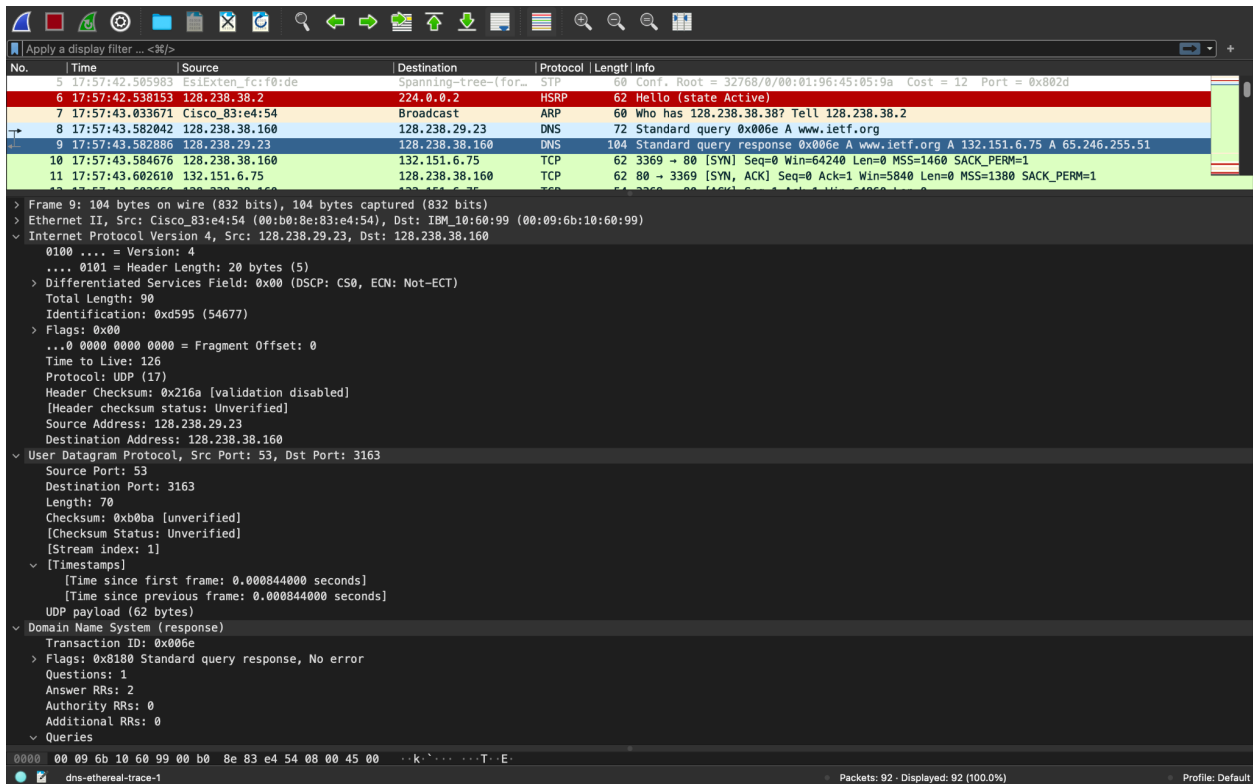 Apply a display filter ... <⌘/>
No. Time Source Destination Protocol Length Info
5 17:57:42.505983 EsiExten_fc:f0:de Spanning-tree-(for… STP 60 Conf. Root = 32768/0/00:01:96:45:05:9a Cost = 12 Port = 0x802d
6 17:57:42.538153 128.238.38.2 224.0.0.2 HSRP 62 Hello (state Active)
7 17:57:43.033671 Cisco_83:e4:54 Broadcast ARP 60 Who has 128.238.38.38? Tell 128.238.38.2
8 17:57:43.582042 128.238.38.160 128.238.29.23 DNS 72 Standard query 0x006e A www.ietf.org
9 17:57:43.582886 128.238.29.23 128.238.38.160 DNS 104 Standard query response 0x006e A www.ietf.org A 132.151.6.75 A 65.246.255.51
10 17:57:43.584676 128.238.38.160 132.151.6.75 TCP 62 3369 → 80 [SYN] Seq=0 Win=64240 Len=0 MSS=1460 SACK_PERM=1
11 17:57:43.602610 132.151.6.75 128.238.38.160 TCP 62 80 → 3369 [SYN, ACK] Seq=0 Ack=1 Win=5840 Len=0 MSS=1380 SACK_PERM=1
> Frame 9: 104 bytes on wire (832 bits), 104 bytes captured (832 bits)
> Ethernet II, Src: Cisco_83:e4:54 (00:b0:8e:83:e4:54), Dst: IBM_10:60:99 (00:09:6b:10:60:99)
Internet Protocol Version 4, Src: 128.238.29.23, Dst: 128.238.38.160
0100 .... = Version: 4
.... 0101 = Header Length: 20 bytes (5)
> Differentiated Services Field: 0x00 (DSCP: CS0, ECN: Not-ECT)
Total Length: 90
Identification: 0xd595 (54677)
> Flags: 0x00
...0 0000 0000 0000 = Fragment Offset: 0
Time to Live: 126
Protocol: UDP (17)
Header Checksum: 0x216a [validation disabled]
[Header checksum status: Unverified]
Source Address: 128.238.29.23
Destination Address: 128.238.38.160
User Datagram Protocol, Src Port: 53, Dst Port: 3163
Source Port: 53
Destination Port: 3163
Length: 70
Checksum: 0xb0ba [unverified]
[Checksum Status: Unverified]
[Stream index: 1]
[Timestamps]
[Time since first frame: 0.000844000 seconds]
[Time since previous frame: 0.000844000 seconds]
UDP payload (62 bytes)
Domain Name System (response)
Transaction ID: 0x006e
> Flags: 0x8180 Standard query response, No error
Questions: 1
Answer RRs: 2
Authority RRs: 0
Additional RRs: 0
Queries
0000 00 09 6b 10 60 99 00 b0 8e 83 e4 54 08 00 45 00 ··k·`··· ···T··E·
dns-ethereal-trace-1 Packets: 92 · Displayed: 92 (100.0%) Profile: Default